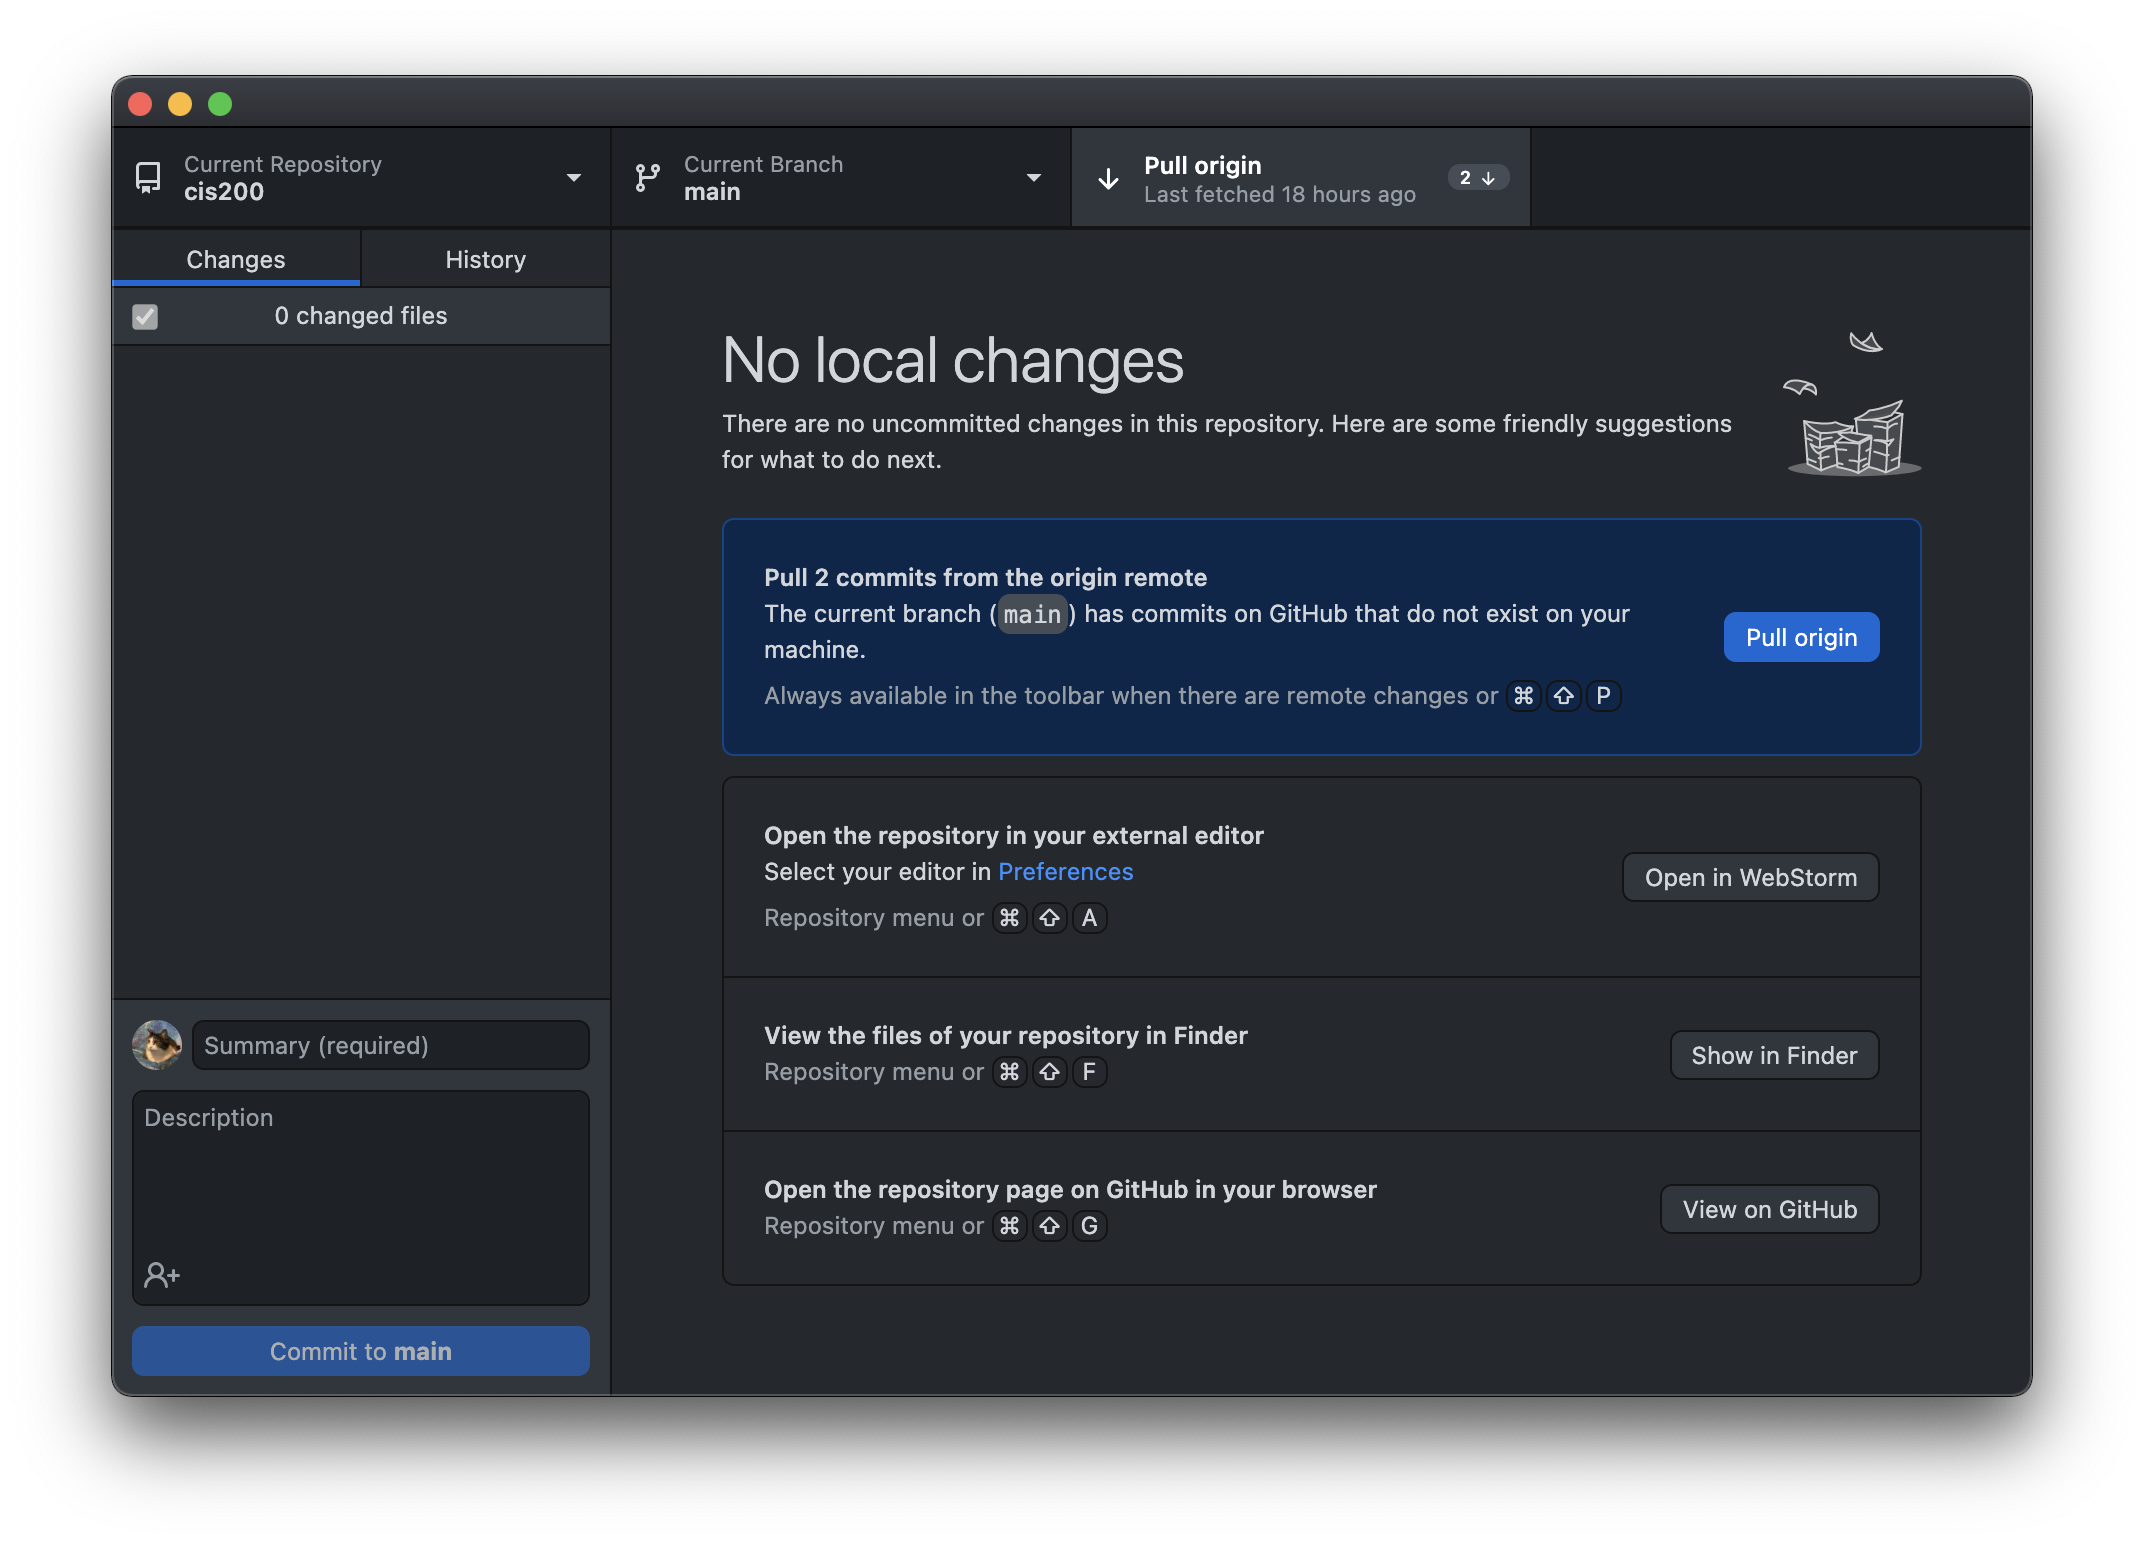 Current Repository
cis200
Current Branch
main
Pull origin
Last fetched 18 hours ago
2 ↓
Changes
History
0 changed files
No local changes
There are no uncommitted changes in this repository. Here are some friendly suggestions
for what to do next.
Pull 2 commits from the origin remote
The current branch (main) has commits on GitHub that do not exist on your
machine.
Always available in the toolbar when there are remote changes or ⌘ ⇧ P
Pull origin
Open the repository in your external editor
Select your editor in Preferences
Repository menu or ⌘ ⇧ A
Open in WebStorm
View the files of your repository in Finder
Repository menu or ⌘ ⇧ F
Show in Finder
Open the repository page on GitHub in your browser
Repository menu or ⌘ ⇧ G
View on GitHub
Summary (required)
Description
Commit to main